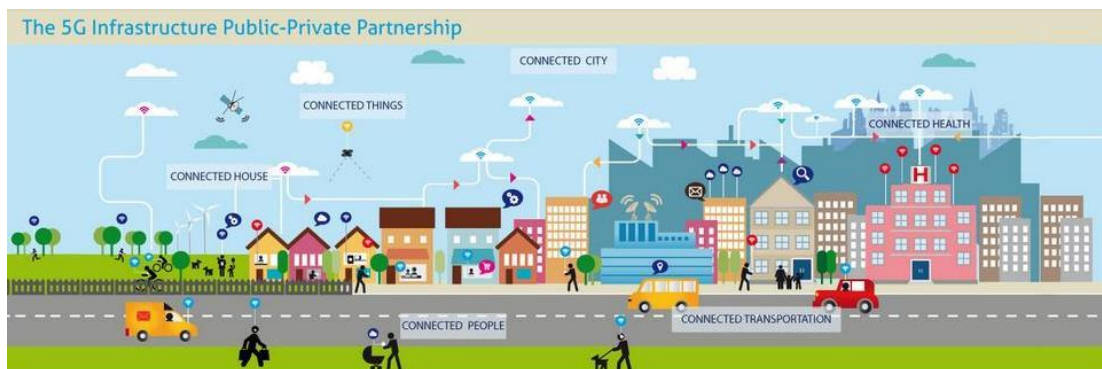 The 5G Infrastructure Public-Private Partnership
CONNECTED CITY
CONNECTED THINGS
CONNECTED HEALTH
CONNECTED HOUSE
H
CONNECTED PEOPLE
CONNECTED TRANSPORTATION